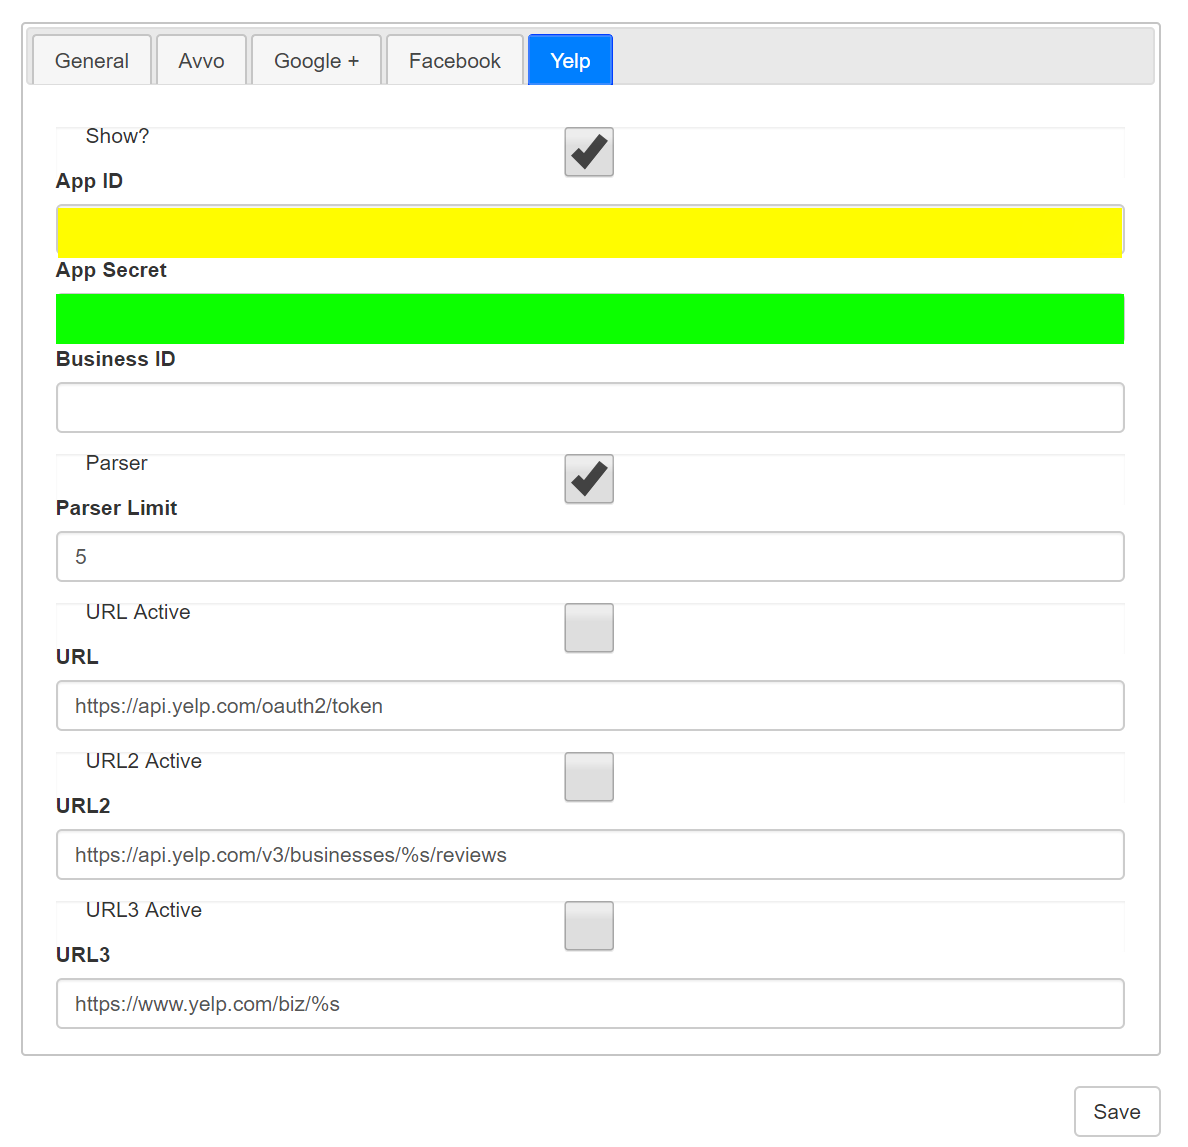 General Avvo Google + Facebook Yelp
Show?
App ID
App Secret
Business ID
Parser
Parser Limit
5
URL Active
URL
https://api.yelp.com/oauth2/token
URL2 Active
URL2
https://api.yelp.com/v3/businesses/%s/reviews
URL3 Active
URL3
https://www.yelp.com/biz/%s
Save